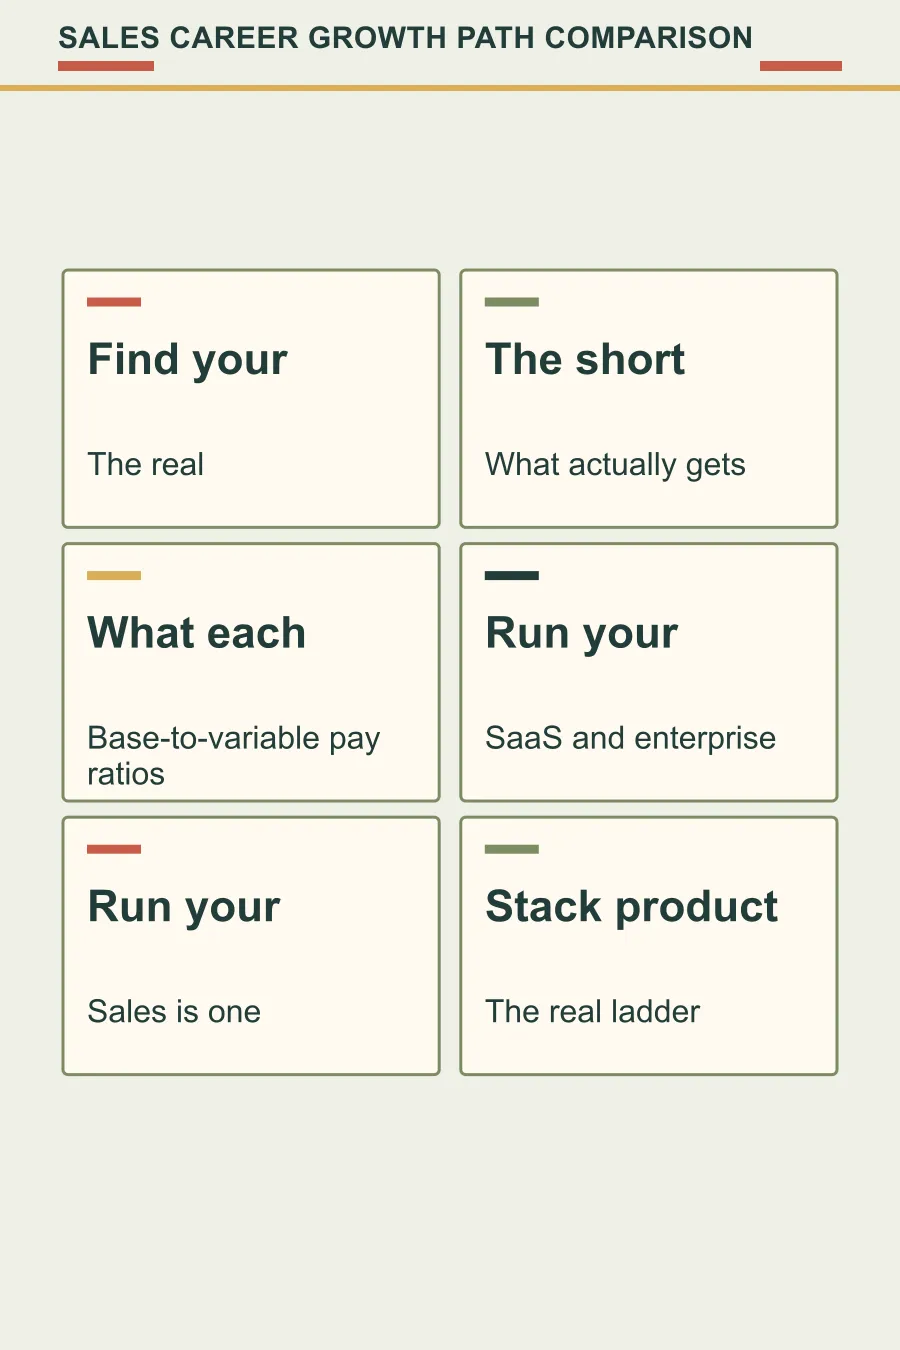 SALES CAREER GROWTH PATH COMPARISON
Find your
The real
The short
What actually gets
What each
Base-to-variable pay
ratios
Run your
SaaS and enterprise
Run your
Sales is one
Stack product
The real ladder